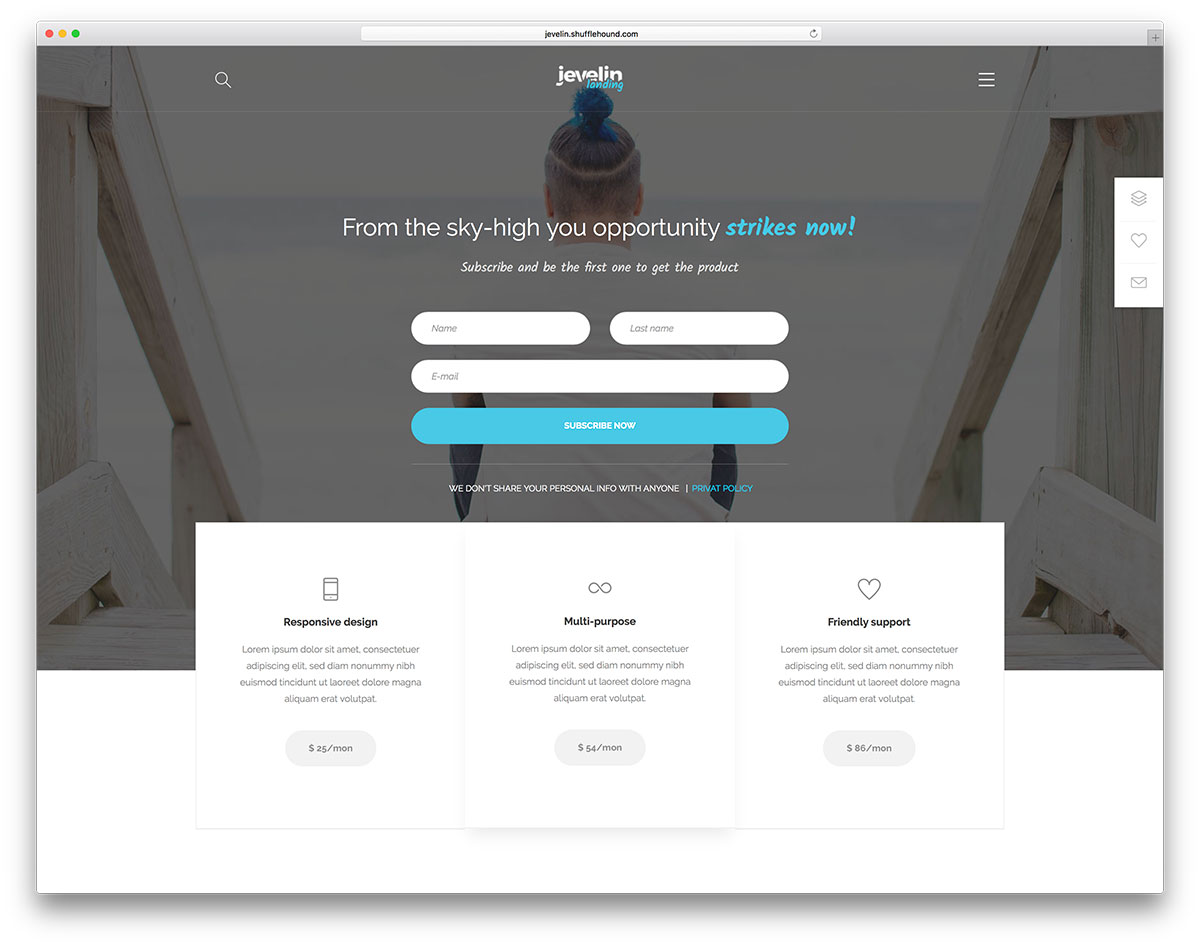 jevelin.shufflehound.com
jevelin
landing
From the sky-high you opportunity strikes now!
Subscribe and be the first one to get the product
Name
Last name
E-mail
SUBSCRIBE NOW
WE DON'T SHARE YOUR PERSONAL INFO WITH ANYONE | PRIVAT POLICY
Responsive design
Lorem ipsum dolor sit amet, consectetuer
adipiscing elit, sed diam nonummy nibh
euismod tincidunt ut laoreet dolore magna
aliquam erat volutpat.
$ 25/mon
Multi-purpose
Lorem ipsum dolor sit amet, consectetuer
adipiscing elit, sed diam nonummy nibh
euismod tincidunt ut laoreet dolore magna
aliquam erat volutpat.
$ 54/mon
Friendly support
Lorem ipsum dolor sit amet, consectetuer
adipiscing elit, sed diam nonummy nibh
euismod tincidunt ut laoreet dolore magna
aliquam erat volutpat.
$ 86/mon